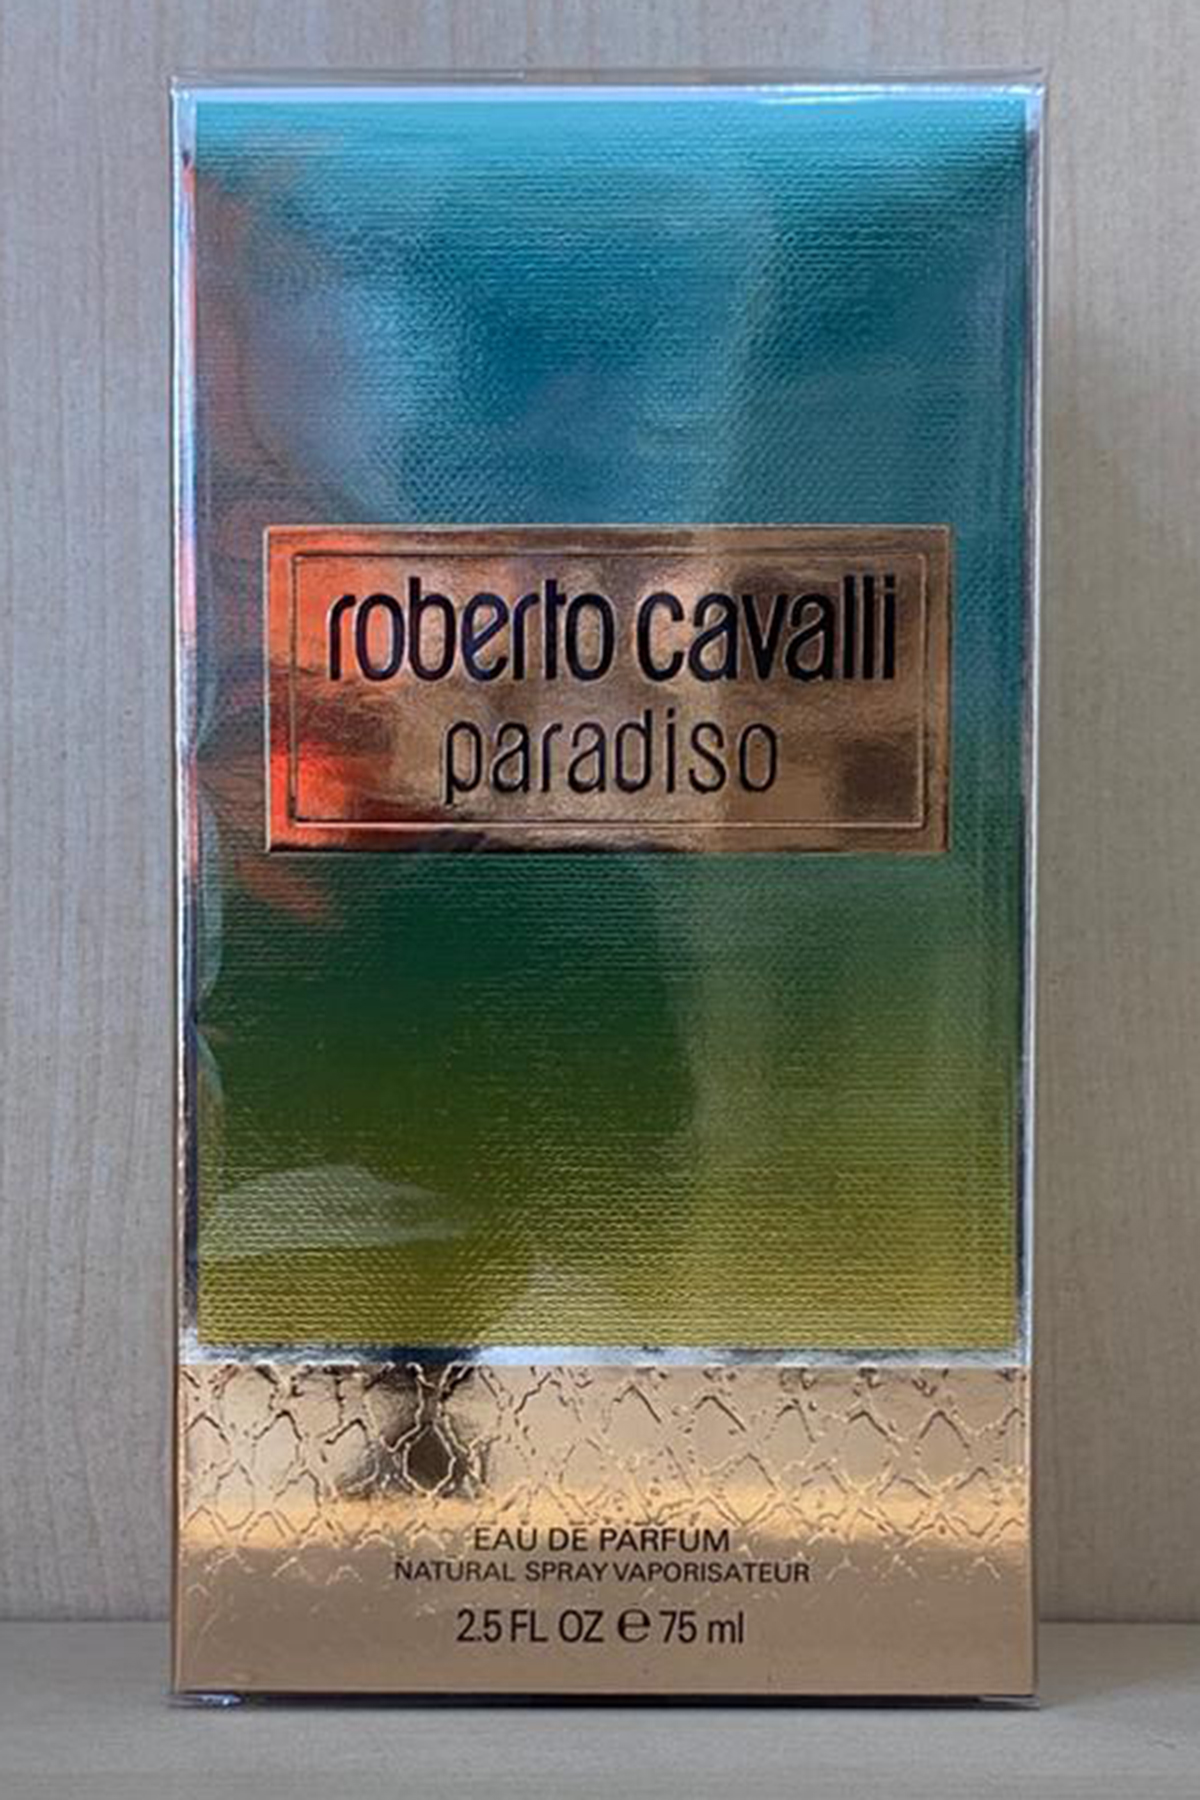 roberto cavalli
paradiso
EAU DE PARFUM
NATURAL SPRAY VAPORISATEUR
2.5 FL OZ ℮ 75 ml